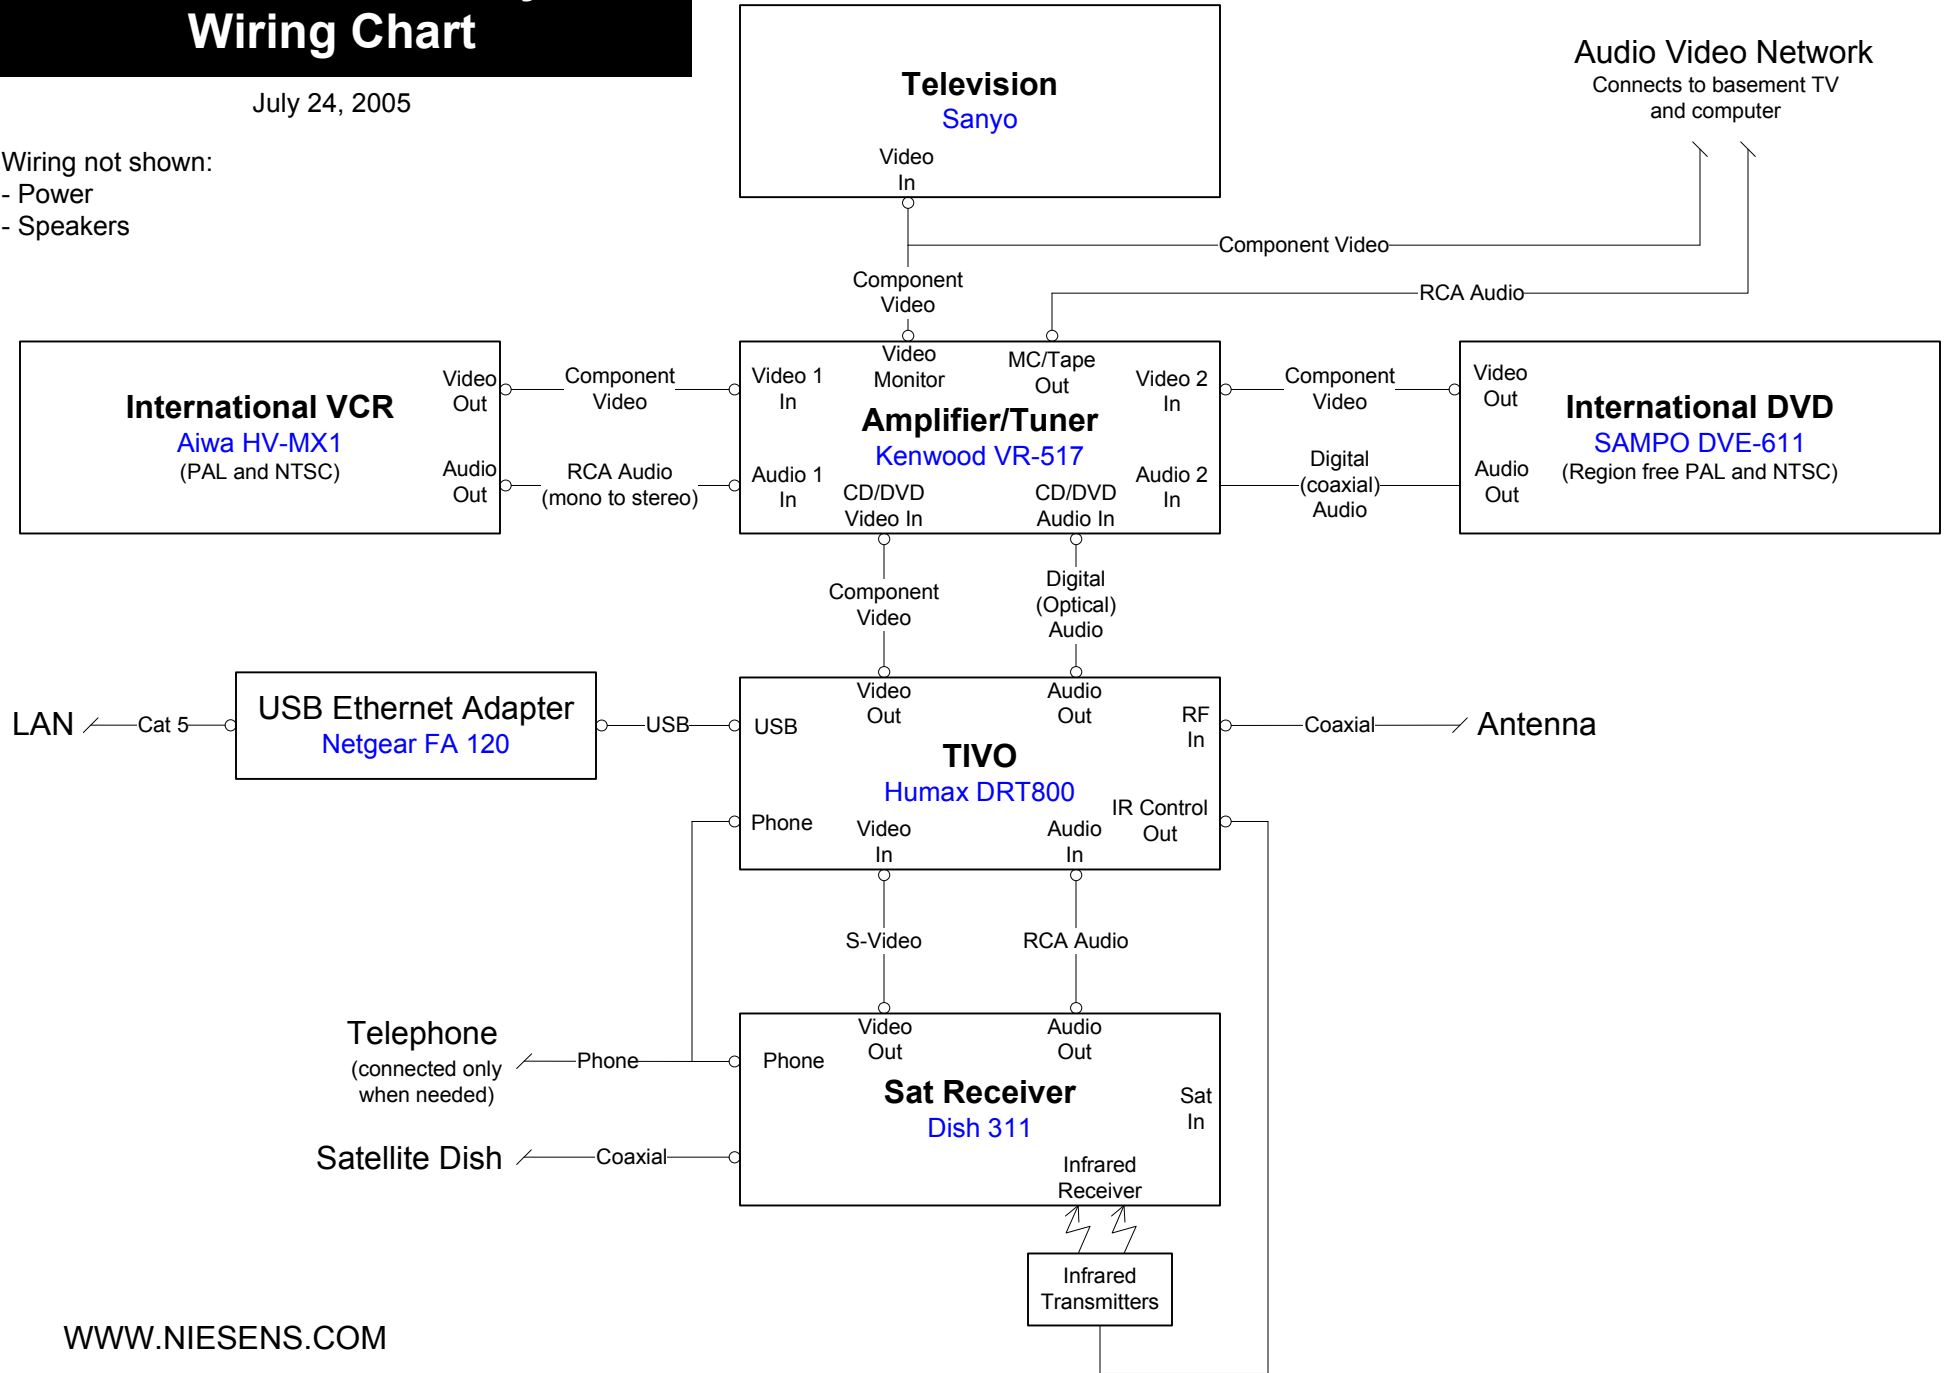 Wiring Chart
July 24, 2005
Wiring not shown:
- Power
- Speakers
Television
Sanyo
Video
In
Audio Video Network
Connects to basement TV
and computer
Component Video
Component
Video
RCA Audio
International VCR
Aiwa HV-MX1
(PAL and NTSC)
Video
Out
Audio
Out
Component
Video
RCA Audio
(mono to stereo)
Video 1
In
Audio 1
In
Video
Monitor
MC/Tape
Out
Video 2
In
Amplifier/Tuner
Kenwood VR-517
Audio 2
In
CD/DVD
Video In
CD/DVD
Audio In
Component
Video
Digital
(coaxial)
Audio
Video
Out
Audio
Out
International DVD
SAMPO DVE-611
(Region free PAL and NTSC)
Component
Video
Digital
(Optical)
Audio
LAN
Cat 5
USB Ethernet Adapter
Netgear FA 120
USB
USB
Video
Out
Audio
Out
RF
In
TIVO
Humax DRT800
Phone
Video
In
Audio
In
IR Control
Out
Coaxial
Antenna
S-Video
RCA Audio
Telephone
(connected only
when needed)
Phone
Phone
Video
Out
Audio
Out
Sat Receiver
Dish 311
Sat
In
Satellite Dish
Coaxial
Infrared
Receiver
Infrared
Transmitters
WWW.NIESENS.COM